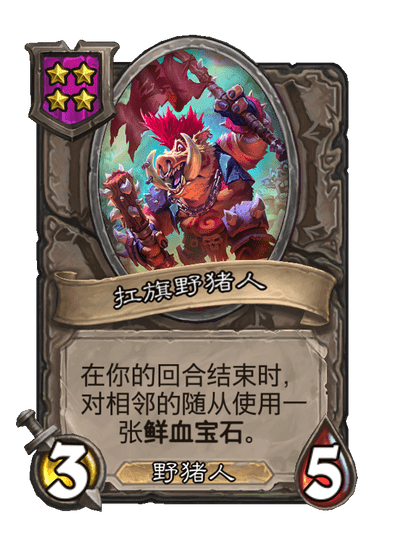 扛旗野猪人
在你的回合结束时，
对相邻的随从使用一
张鲜血宝石。
3
野猪人
5